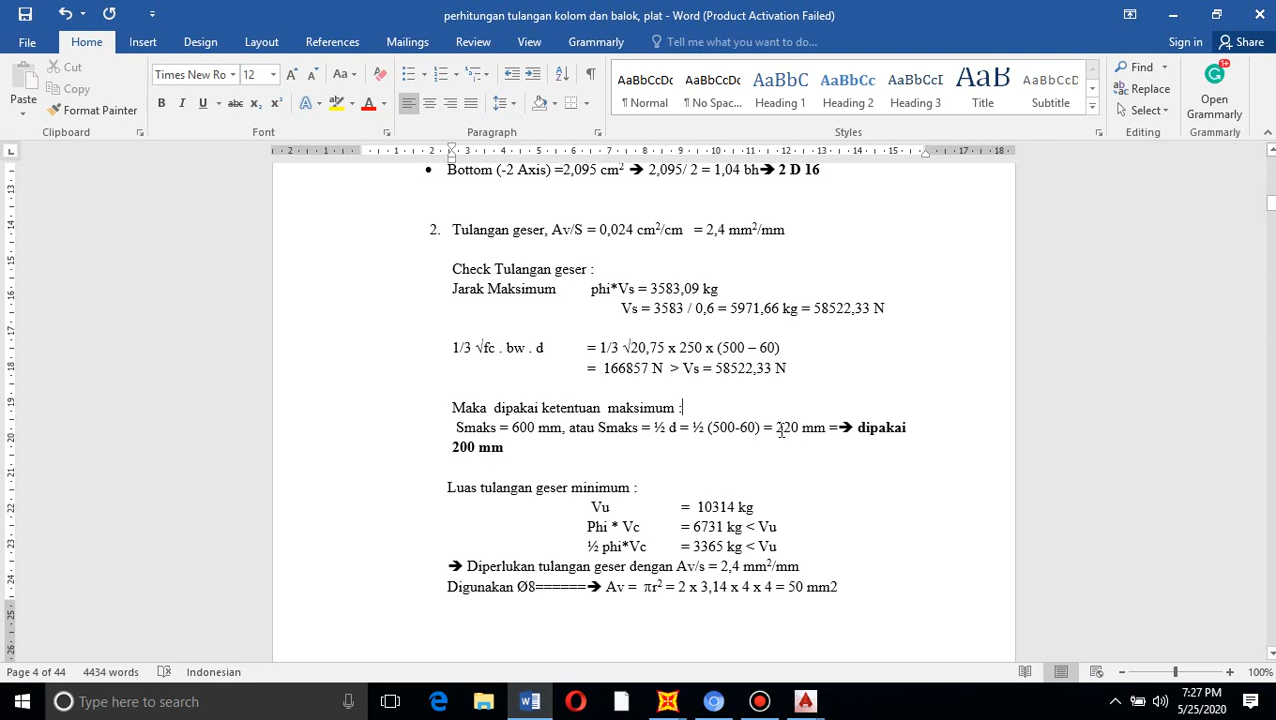 perhitungan tulangan kolom dan balok, plat - Word (Product Activation Failed)
File Home Insert Design Layout References Mailings Review View Grammarly Tell me what you want to do... Sign in Share
Cut
Copy
Format Painter
Paste
Clipboard
Times New Ro 12
Font
Paragraph
AaBbCcDc AaBbCcDc AaBbC AaBbCc AaBbCcI AaB AaBbCcDc
¶ Normal ¶ No Spac... Heading 1 Heading 2 Heading 3 Title Subtitle
Styles
Find
Replace
Select
Editing
Open Grammarly
Grammarly
• Bottom (-2 Axis) =2,095 cm² ➔ 2,095/ 2 = 1,04 bh➔ 2 D 16
2. Tulangan geser, Av/S = 0,024 cm²/cm = 2,4 mm²/mm
Check Tulangan geser :
Jarak Maksimum phi*Vs = 3583,09 kg
Vs = 3583 / 0,6 = 5971,66 kg = 58522,33 N
1/3 √fc . bw . d = 1/3 √20,75 x 250 x (500 – 60)
= 166857 N > Vs = 58522,33 N
Maka dipakai ketentuan maksimum :
Smaks = 600 mm, atau Smaks = ½ d = ½ (500-60) = 220 mm =➔ dipakai
200 mm
Luas tulangan geser minimum :
Vu = 10314 kg
Phi * Vc = 6731 kg < Vu
½ phi*Vc = 3365 kg < Vu
➔ Diperlukan tulangan geser dengan Av/s = 2,4 mm²/mm
Digunakan Ø8======➔ Av = πr² = 2 x 3,14 x 4 x 4 = 50 mm2
Page 4 of 44 4434 words Indonesian 100%
Type here to search
7:27 PM
5/25/2020